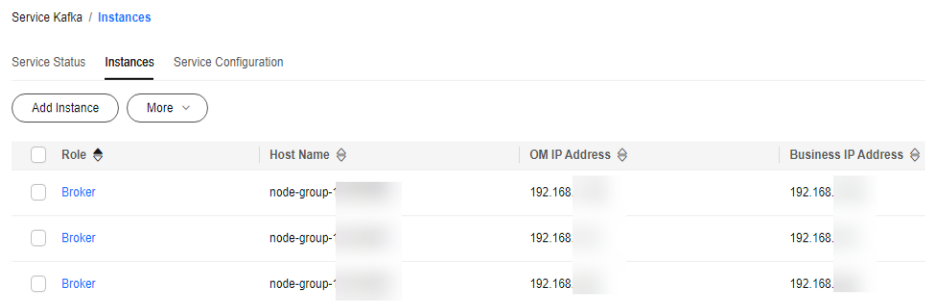 Service Kafka / Instances
Service Status Instances Service Configuration
Add Instance More
Role Host Name OM IP Address Business IP Address
Broker node-group-1 192.168 192.168.
Broker node-group-1 192.168 192.168.
Broker node-group-1 192.168 192.168.